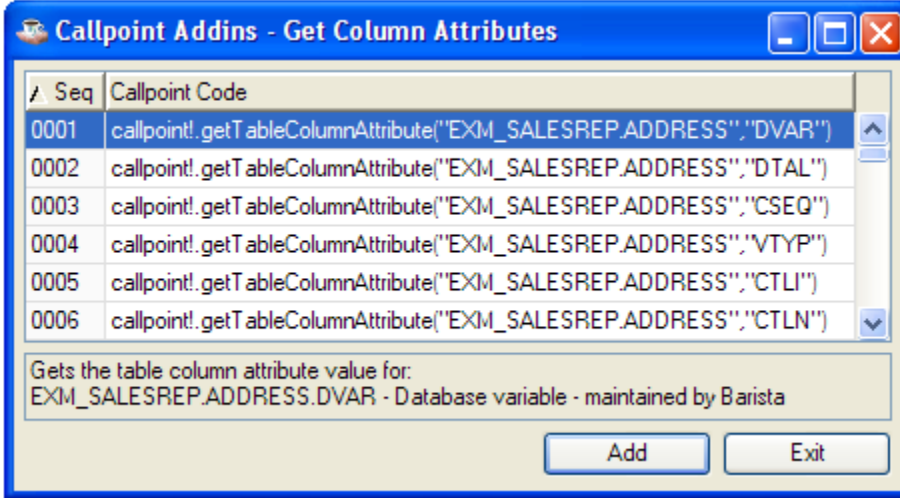 Callpoint Addins - Get Column Attributes
Seq Callpoint Code
0001 callpoint!.getTableColumnAttribute("EXM_SALESREP.ADDRESS","DVAR")
0002 callpoint!.getTableColumnAttribute("EXM_SALESREP.ADDRESS","DTAL")
0003 callpoint!.getTableColumnAttribute("EXM_SALESREP.ADDRESS","CSEQ")
0004 callpoint!.getTableColumnAttribute("EXM_SALESREP.ADDRESS","VTYP")
0005 callpoint!.getTableColumnAttribute("EXM_SALESREP.ADDRESS","CTLI")
0006 callpoint!.getTableColumnAttribute("EXM_SALESREP.ADDRESS","CTLN")
Gets the table column attribute value for:
EXM_SALESREP.ADDRESS.DVAR - Database variable - maintained by Barista
Add Exit